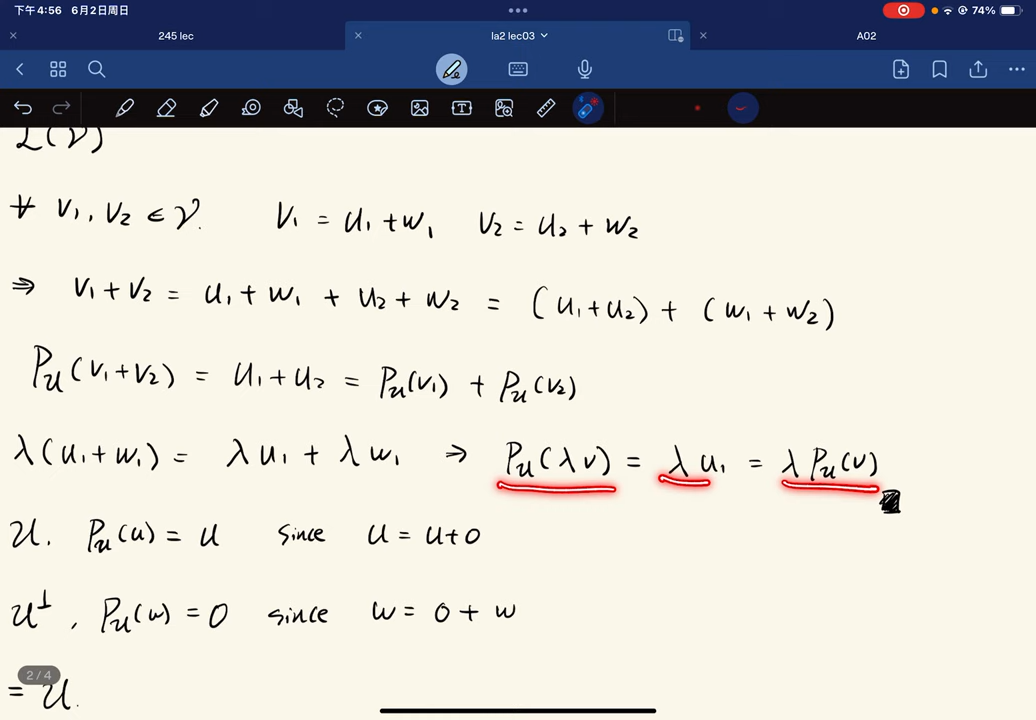 下午4:56 6月2日周日
74%
245 lec
la2 lec03
A02
L(V)
∀ v₁, v₂ ∈ V. v₁ = u₁ + w₁ v₂ = u₂ + w₂
⇒ v₁ + v₂ = u₁ + w₁ + u₂ + w₂ = (u₁ + u₂) + (w₁ + w₂)
P_U(v₁ + v₂) = u₁ + u₂ = P_U(v₁) + P_U(v₂)
λ(u₁ + w₁) = λu₁ + λw₁ ⇒ P_U(λv) = λu₁ = λP_U(v)
U. P_U(u) = u since u = u + 0
U^⊥, P_U(w) = 0 since w = 0 + w
2 / 4
= U.